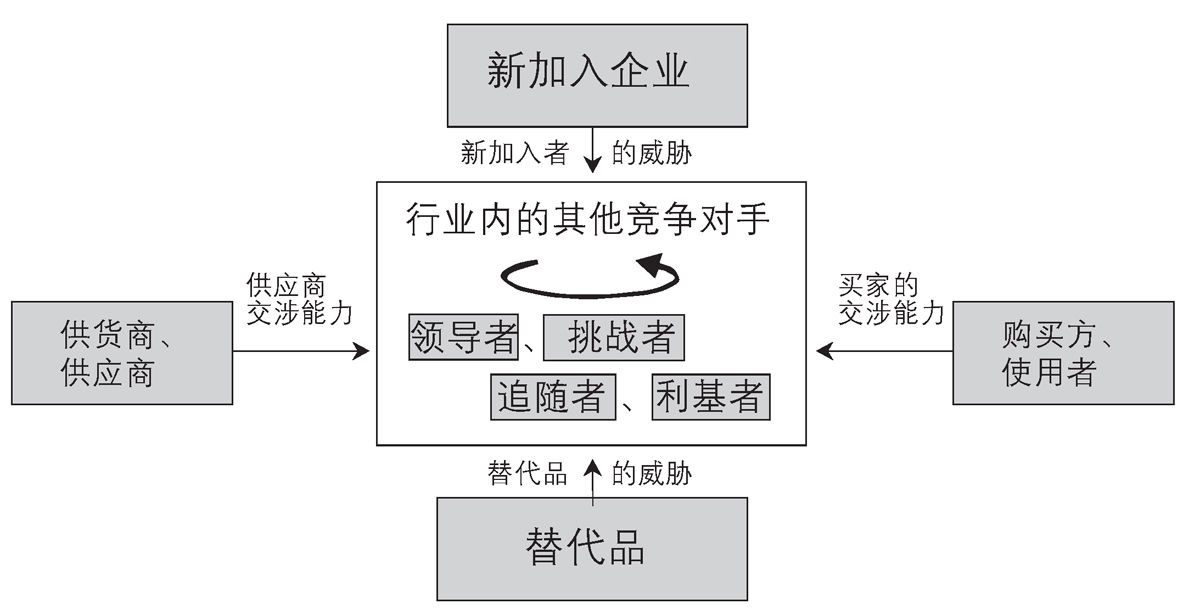 新加入企业
新加入者 的威胁
行业内的其他竞争对手
供应商
交涉能力
买家的
交涉能力
供货商、
供应商
领导者、挑战者
追随者、利基者
购买方、
使用者
替代品 的威胁
替代品